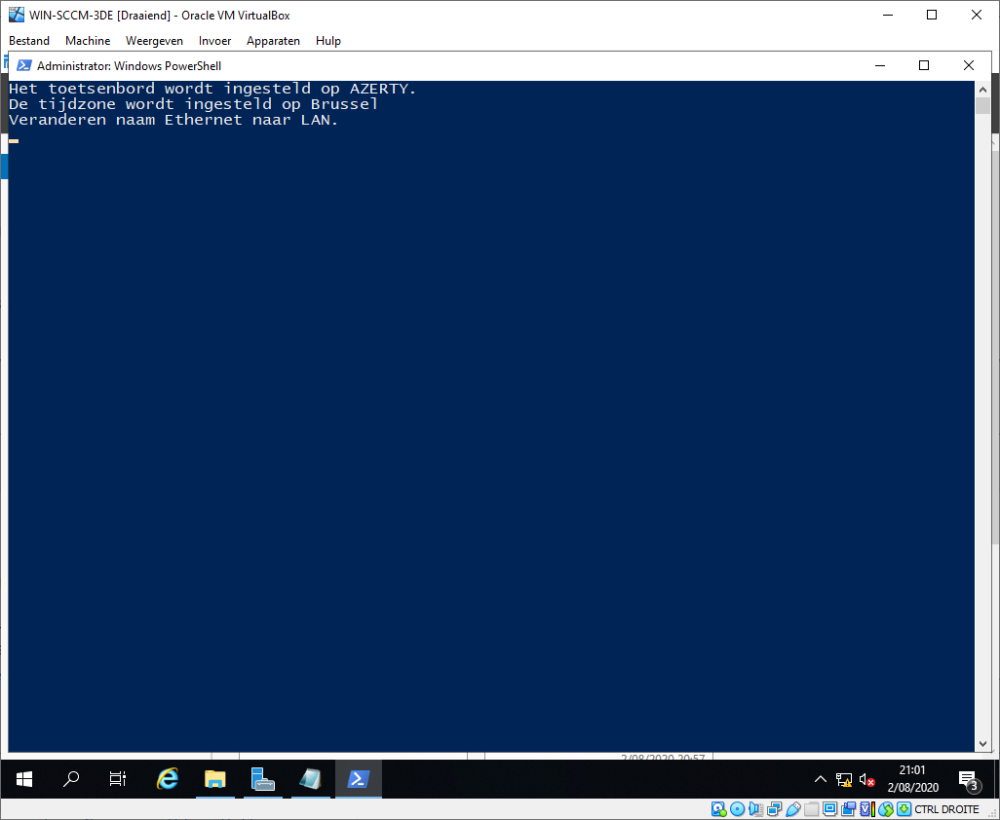 WIN-SCCM-3DE [Draaiend] - Oracle VM VirtualBox
Bestand Machine Weergeven Invoer Apparaten Hulp
Administrator: Windows PowerShell
Het toetsenbord wordt ingesteld op AZERTY.
De tijdzone wordt ingesteld op Brussel
Veranderen naam Ethernet naar LAN.
2/08/2020 20:57
21:01
2/08/2020
3
CTRL DROITE